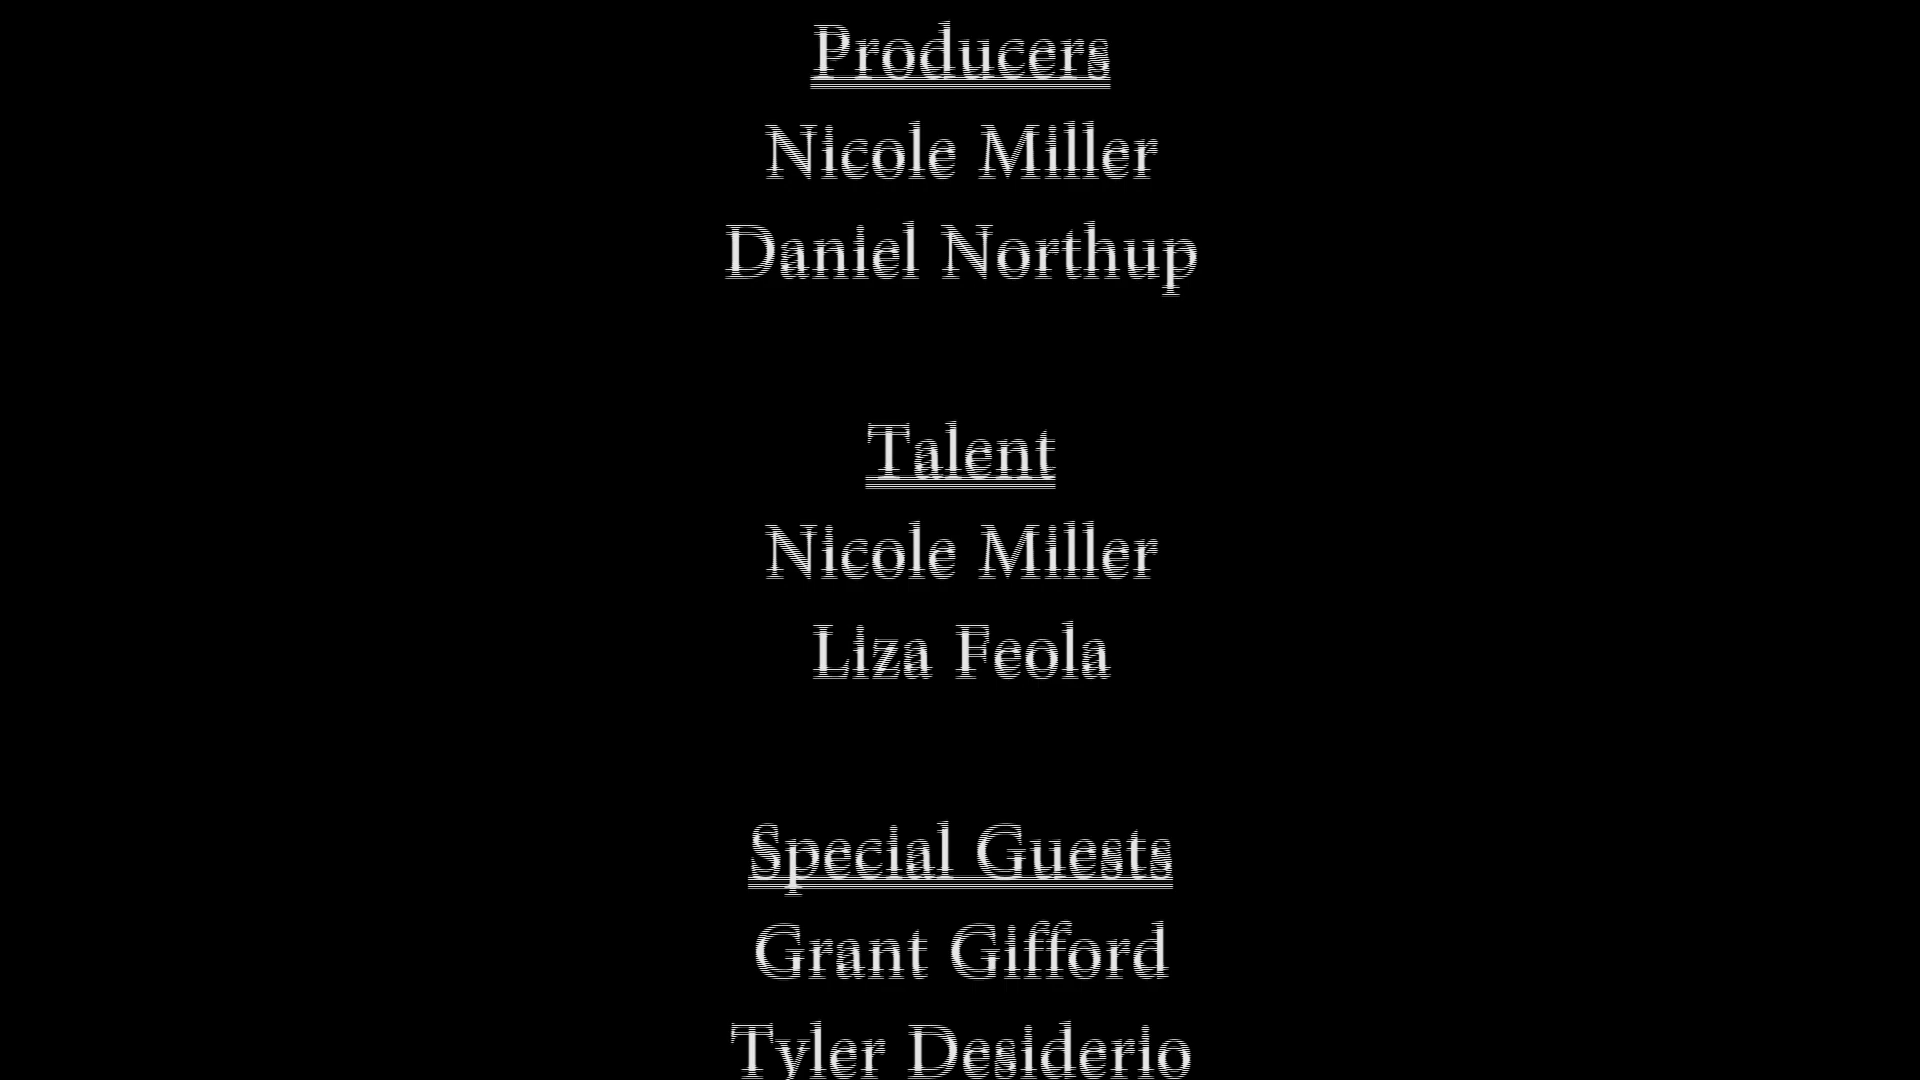 Producers
Nicole Miller
Daniel Northup
Talent
Nicole Miller
Liza Feola
Special Guests
Grant Gifford
Tyler Desiderio